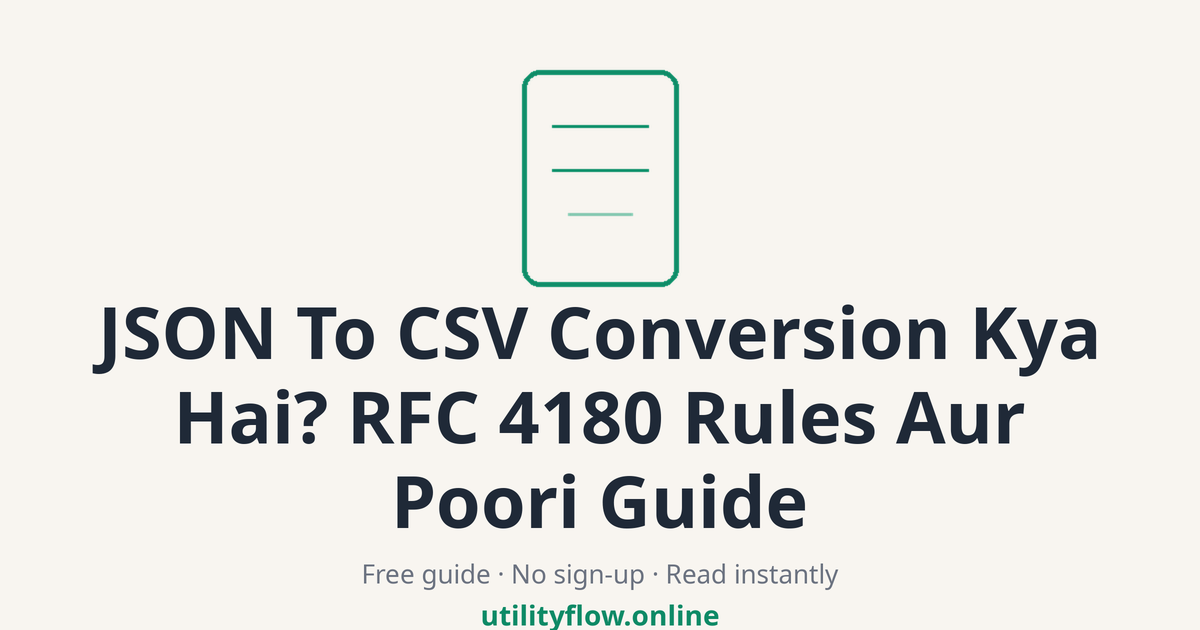 JSON To CSV Conversion Kya
Hai? RFC 4180 Rules Aur
Poori Guide
Free guide · No sign-up · Read instantly
utilityflow.online